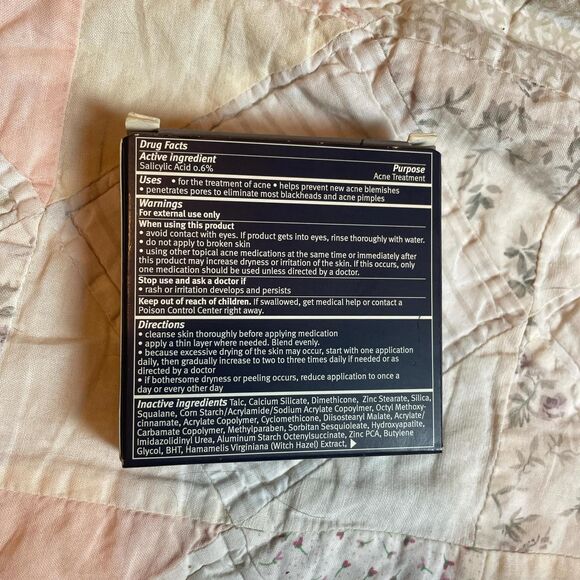 Drug Facts
Active ingredient
Salicylic Acid 0.6%
Purpose
Acne Treatment
Uses • for the treatment of acne • helps prevent new acne blemishes
• penetrates pores to eliminate most blackheads and acne pimples
Warnings
For external use only
When using this product
• avoid contact with eyes. If product gets into eyes, rinse thoroughly with water.
• do not apply to broken skin
• using other topical acne medications at the same time or immediately after
this product may increase dryness or irritation of the skin. If this occurs, only
one medication should be used unless directed by a doctor.
Stop use and ask a doctor if
• rash or irritation develops and persists
Keep out of reach of children. If swallowed, get medical help or contact a
Poison Control Center right away.
Directions
• cleanse skin thoroughly before applying medication
• apply a thin layer where needed. Blend evenly.
• because excessive drying of the skin may occur, start with one application
daily, then gradually increase to two to three times daily if needed or as
directed by a doctor
• if bothersome dryness or peeling occurs, reduce application to once a
day or every other day
Inactive ingredients Talc, Calcium Silicate, Dimethicone, Zinc Stearate, Silica,
Squalane, Corn Starch/Acrylamide/Sodium Acrylate Copolymer, Octyl Methoxy-
cinnamate, Acrylate Copolymer, Cyclomethicone, Diisostearyl Malate, Acrylate/
Carbamate Copolymer, Methylparaben, Sorbitan Sesquioleate, Hydroxyapatite,
Imidazolidinyl Urea, Aluminum Starch Octenylsuccinate, Zinc PCA, Butylene
Glycol, BHT, Hamamelis Virginiana (Witch Hazel) Extract,